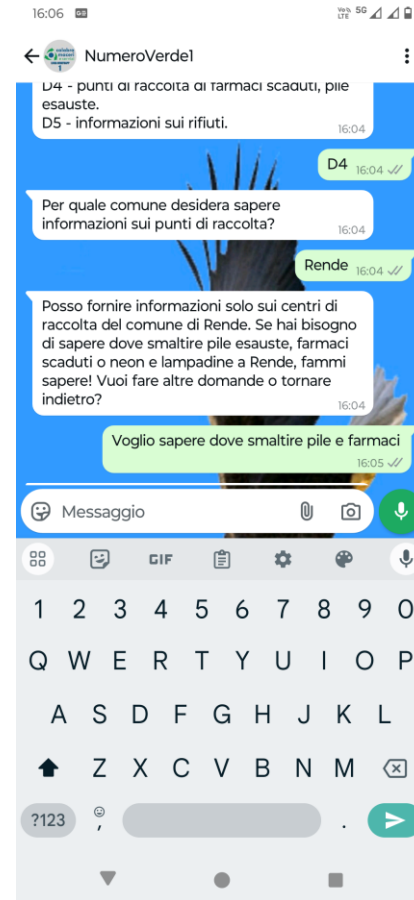 16:06
Vo)) 5G
LTE
NumeroVerde1
D4 - punti di raccolta di farmaci scaduti, pile
esauste.
D5 - informazioni sui rifiuti.
16:04
D4 16:04
Per quale comune desidera sapere
informazioni sui punti di raccolta?
16:04
Rende 16:04
Posso fornire informazioni solo sui centri di
raccolta del comune di Rende. Se hai bisogno
di sapere dove smaltire pile esauste, farmaci
scaduti o neon e lampadine a Rende, fammi
sapere! Vuoi fare altre domande o tornare
indietro?
16:04
Voglio sapere dove smaltire pile e farmaci
16:05
Messaggio
GIF
1 2 3 4 5 6 7 8 9 0
Q W E R T Y U I O P
A S D F G H J K L
Z X C V B N M
?123 , .